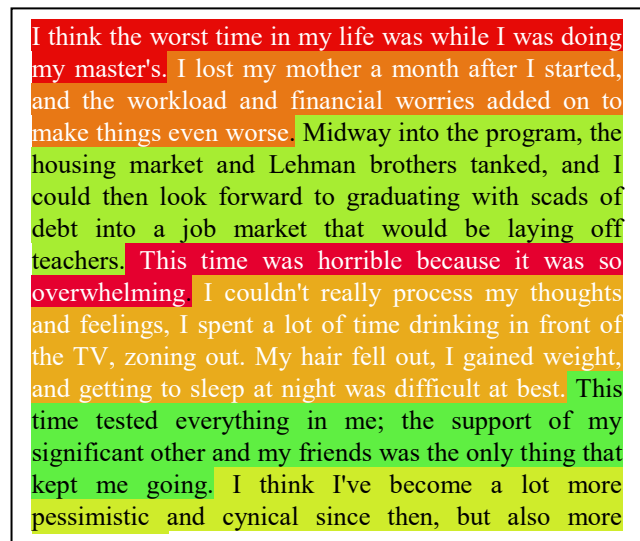 I think the worst time in my life was while I was doing
my master's. I lost my mother a month after I started,
and the workload and financial worries added on to
make things even worse. Midway into the program, the
housing market and Lehman brothers tanked, and I
could then look forward to graduating with scads of
debt into a job market that would be laying off
teachers. This time was horrible because it was so
overwhelming. I couldn't really process my thoughts
and feelings, I spent a lot of time drinking in front of
the TV, zoning out. My hair fell out, I gained weight,
and getting to sleep at night was difficult at best. This
time tested everything in me; the support of my
significant other and my friends was the only thing that
kept me going. I think I've become a lot more
pessimistic and cynical since then, but also more